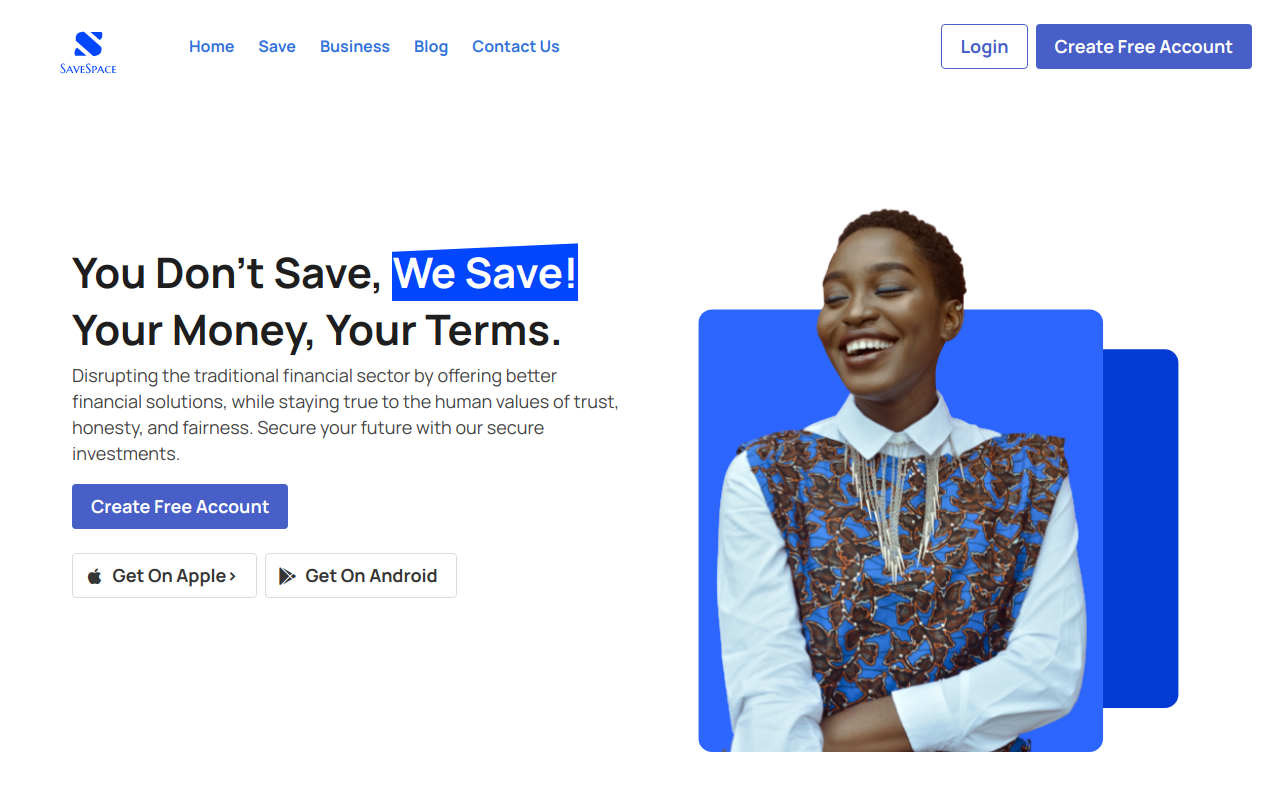 SaveSpace
Home Save Business Blog Contact Us
Login
Create Free Account
You Don't Save, We Save!
Your Money, Your Terms.
Disrupting the traditional financial sector by offering better
financial solutions, while staying true to the human values of trust,
honesty, and fairness. Secure your future with our secure
investments.
Create Free Account
Get On Apple>
Get On Android